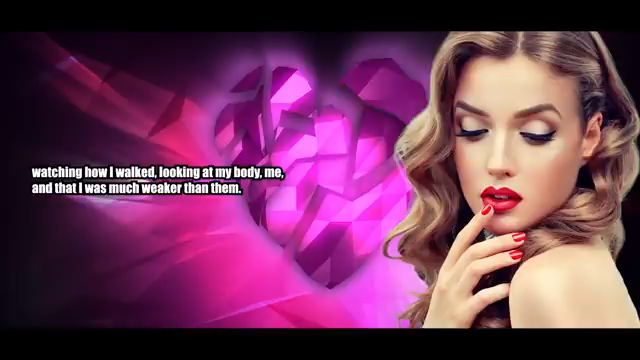 watching how I walked, looking at my body, me,
and that I was much weaker than them.